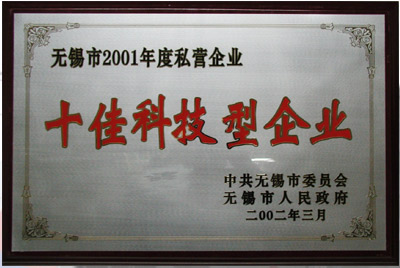 无锡市2001年度私营企业
十佳科技型企业
中共无锡市委员会
无锡市人民政府
二00二年三月